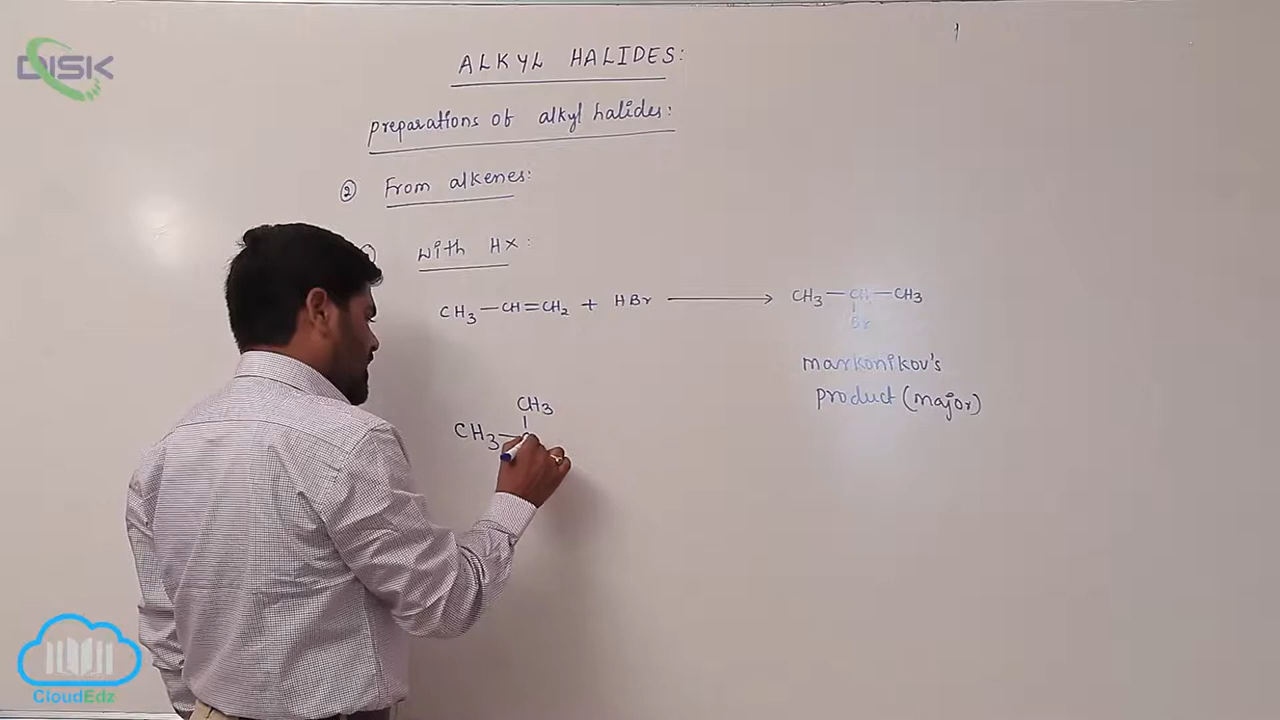 DISK
1
ALKYL HALIDES:
preparations of alkyl halides:
② From alkenes:
with HX:
CH3—CH=CH2 + HBr ⟶ CH3—CH—CH3
Br
markonikov's
product (major)
CH3
CH3—
CloudEdz